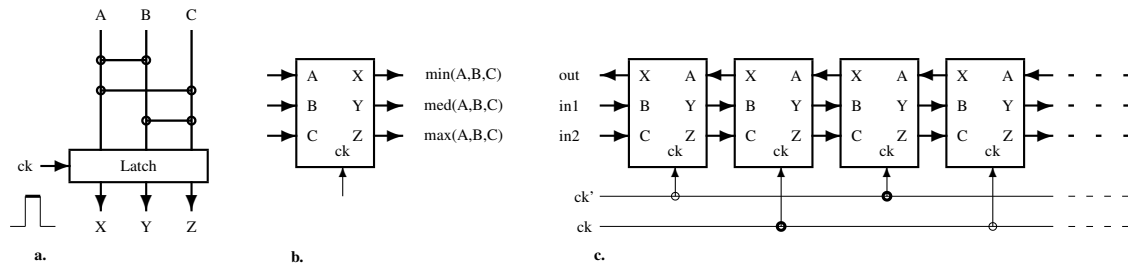 A B C
ck Latch
X Y Z
a.
A X min(A,B,C)
B Y med(A,B,C)
C Z max(A,B,C)
ck
b.
out X A X A X A X A
in1 B Y B Y B Y B Y
in2 C Z C Z C Z C Z
ck ck ck ck
ck'
ck
c.